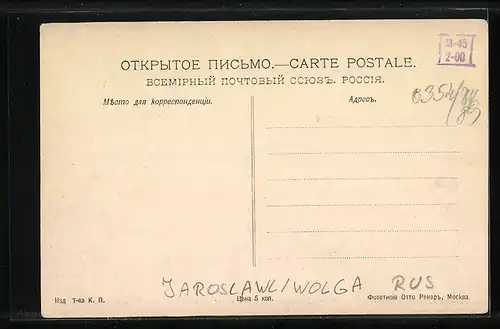 М-45
2-00
ОТКРЫТОЕ ПИСЬМО.—CARTE POSTALE.
ВСЕМІРНЫЙ ПОЧТОВЫЙ СОЮЗЪ. РОССІЯ.
Мѣсто для корреспонденціи.
Адресъ.
0354/
JAROSLAWL/WOLGA RUS
Изд. Т-ва К. П.
Цѣна 5 коп.
Фототипія Отто Ренаръ, Москва